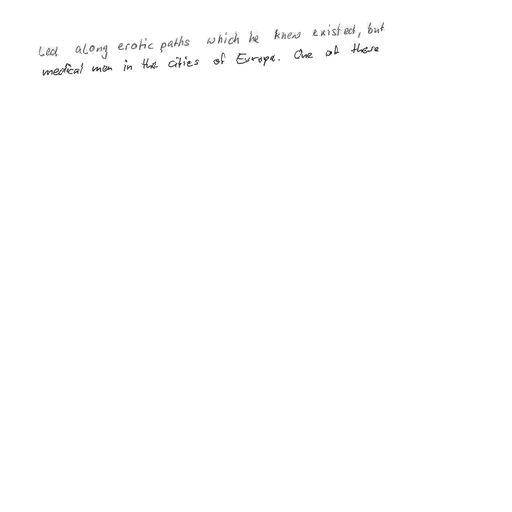 Led along erotic paths which he knew existed, but
medical men in the cities of Europe. One of these